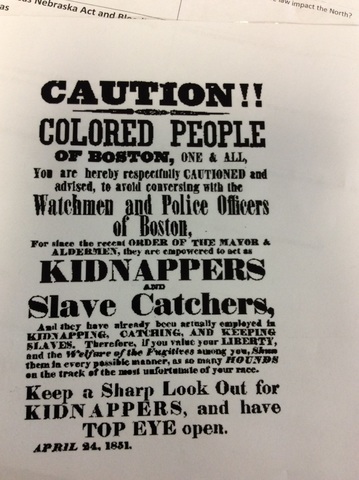 Nebraska Act and
as
law impact the North?
CAUTION!!
COLORED PEOPLE
OF BOSTON, ONE & ALL,
You are hereby respectfully CAUTIONED and
advised, to avoid conversing with the
Watchmen and Police Officers
of Boston,
For since the recent ORDER OF THE MAYOR &
ALDERMEN, they are empowered to act as
KIDNAPPERS
AND
Slave Catchers,
And they have already been actually employed in
KIDNAPPING, CATCHING, AND KEEPING
SLAVES. Therefore, if you value your LIBERTY,
and the Welfare of the Fugitives among you, Shun
them in every possible manner, as so many HOUNDS
on the track of the most unfortunate of your race.
Keep a Sharp Look Out for
KIDNAPPERS, and have
TOP EYE open.
APRIL 24, 1851.